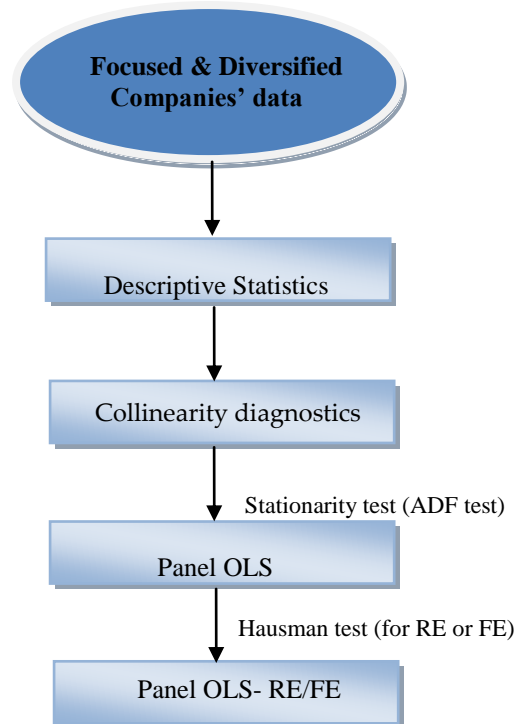 Focused & Diversified
Companies’ data
Descriptive Statistics
Collinearity diagnostics
Stationarity test (ADF test)
Panel OLS
Hausman test (for RE or FE)
Panel OLS- RE/FE